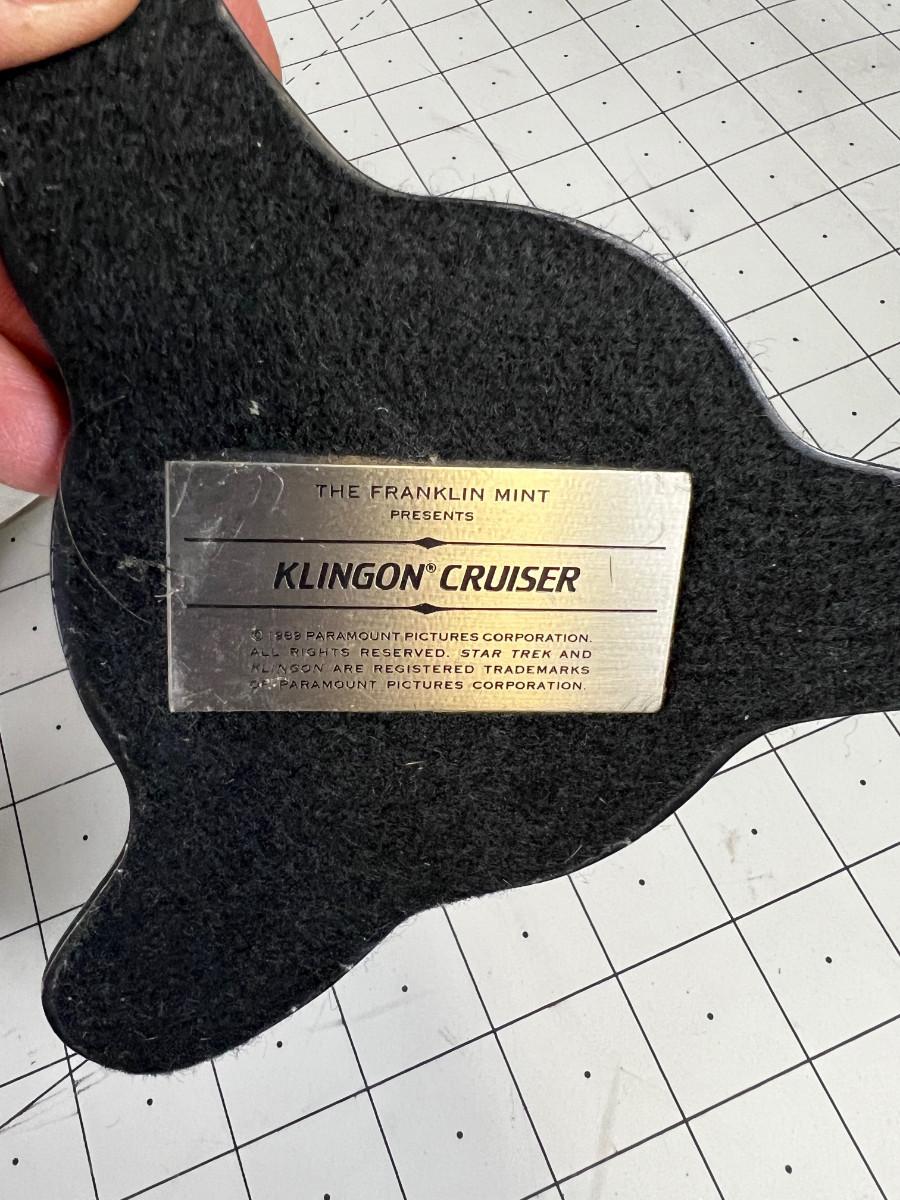 THE FRANKLIN MINT
PRESENTS
KLINGON® CRUISER
© 1989 PARAMOUNT PICTURES CORPORATION.
ALL RIGHTS RESERVED. STAR TREK AND
KLINGON ARE REGISTERED TRADEMARKS
OF PARAMOUNT PICTURES CORPORATION.